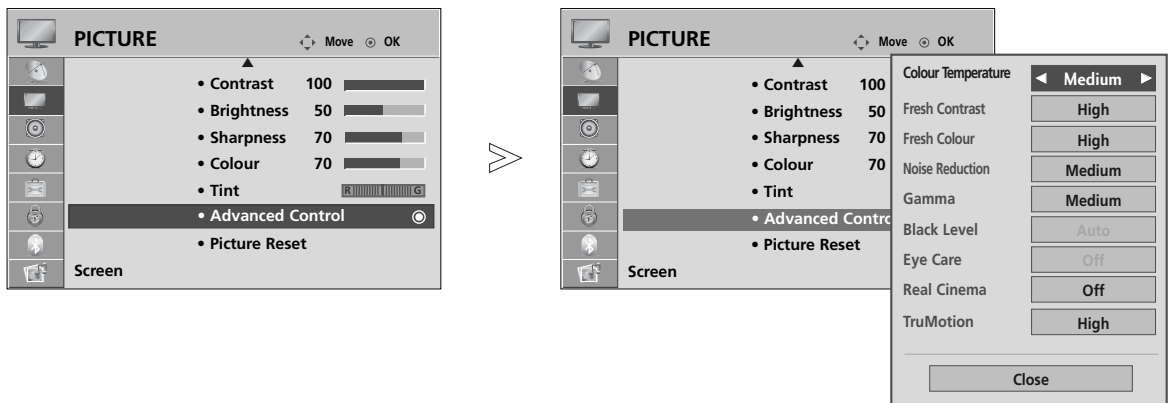 PICTURE Move OK
• Contrast 100
• Brightness 50
• Sharpness 70
• Colour 70
• Tint R G
• Advanced Control
• Picture Reset
Screen
PICTURE Move OK
• Contrast 100
• Brightness 50
• Sharpness 70
• Colour 70
• Tint
• Advanced Contro
• Picture Reset
Screen
Colour Temperature Medium
Fresh Contrast High
Fresh Colour High
Noise Reduction Medium
Gamma Medium
Black Level Auto
Eye Care Off
Real Cinema Off
TruMotion High
Close